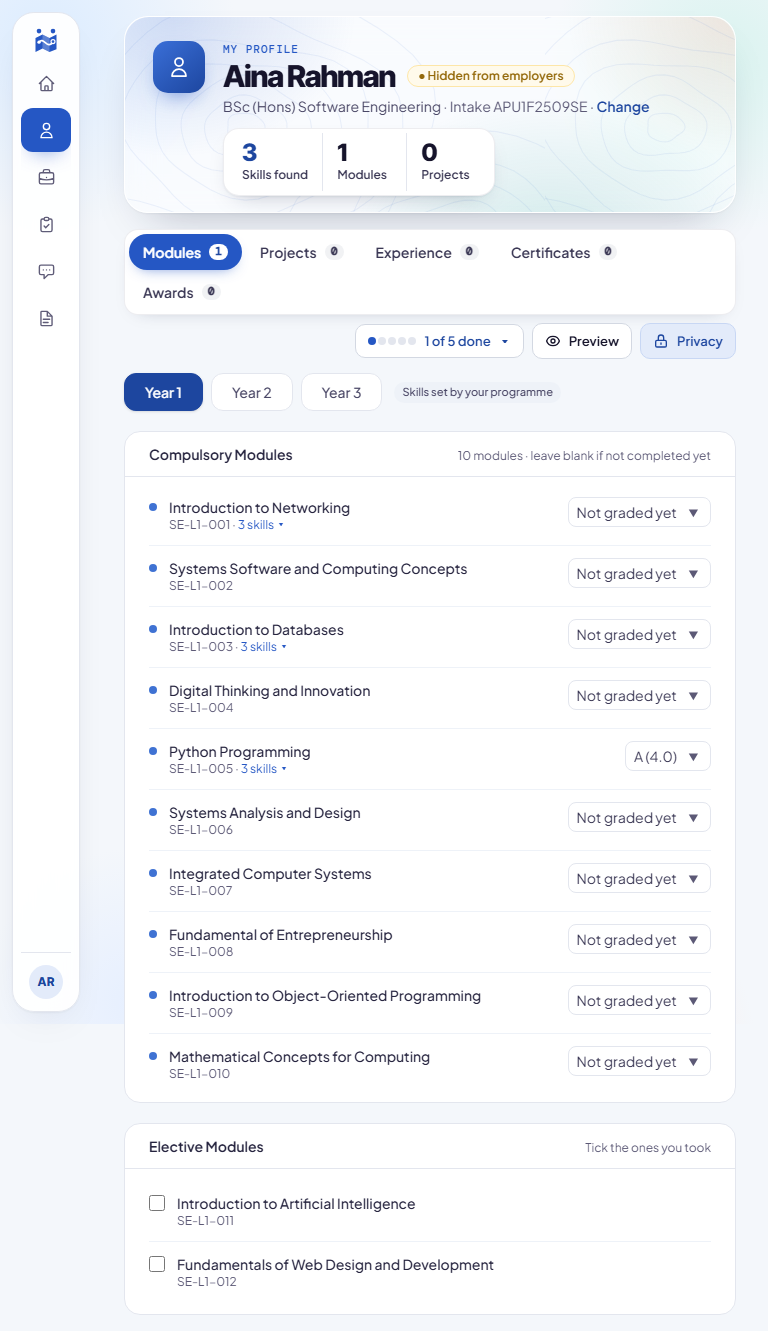 MY PROFILE
Aina Rahman
● Hidden from employers
BSc (Hons) Software Engineering · Intake APU1F2509SE · Change
3
Skills found
1
Modules
0
Projects
Modules 1
Projects 0
Experience 0
Certificates 0
Awards 0
1 of 5 done
Preview
Privacy
Year 1
Year 2
Year 3
Skills set by your programme
Compulsory Modules
10 modules · leave blank if not completed yet
Introduction to Networking
SE-L1-001 · 3 skills
Not graded yet
Systems Software and Computing Concepts
SE-L1-002
Not graded yet
Introduction to Databases
SE-L1-003 · 3 skills
Not graded yet
Digital Thinking and Innovation
SE-L1-004
Not graded yet
Python Programming
SE-L1-005 · 3 skills
A (4.0)
Systems Analysis and Design
SE-L1-006
Not graded yet
Integrated Computer Systems
SE-L1-007
Not graded yet
Fundamental of Entrepreneurship
SE-L1-008
Not graded yet
Introduction to Object-Oriented Programming
SE-L1-009
Not graded yet
Mathematical Concepts for Computing
SE-L1-010
Not graded yet
AR
Elective Modules
Tick the ones you took
Introduction to Artificial Intelligence
SE-L1-011
Fundamentals of Web Design and Development
SE-L1-012